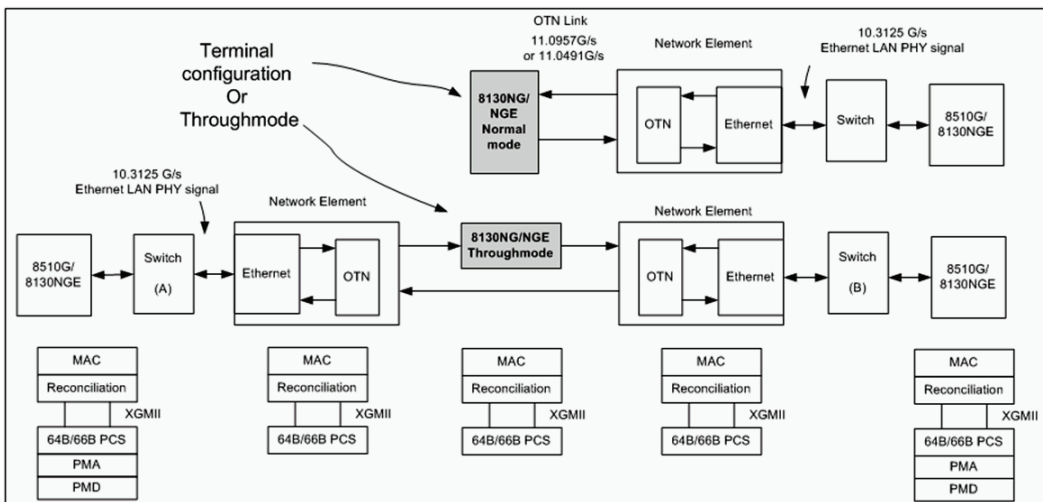 OTN Link
11.0957G/s
or 11.0491G/s
Network Element
10.3125 G/s
Ethernet LAN PHY signal
Terminal
configuration
Or
Throughmode
8130NG/
NGE
Normal
mode
OTN
Ethernet
Switch
8510G/
8130NGE
10.3125 G/s
Ethernet LAN PHY signal
Network Element
Network Element
8510G/
8130NGE
Switch
(A)
Ethernet
OTN
8130NG/NGE
Throughmode
OTN
Ethernet
Switch
(B)
8510G/
8130NGE
MAC
Reconciliation
XGMII
64B/66B PCS
PMA
PMD
MAC
Reconciliation
XGMII
64B/66B PCS
MAC
Reconciliation
XGMII
64B/66B PCS
MAC
Reconciliation
XGMII
64B/66B PCS
MAC
Reconciliation
XGMII
64B/66B PCS
PMA
PMD